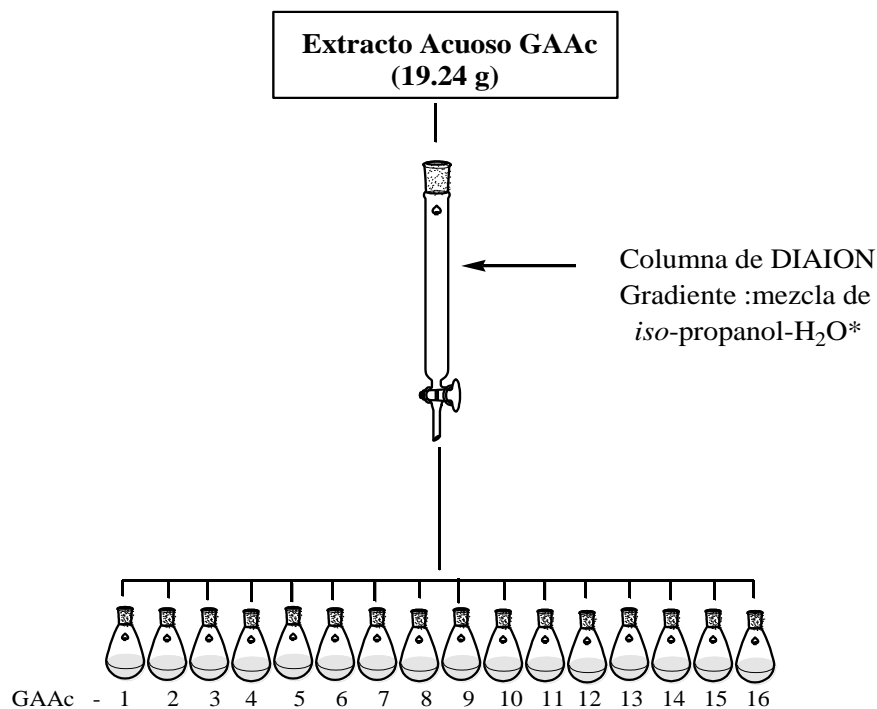 Extracto Acuoso GAAc
(19.24 g)
Columna de DIAION
Gradiente :mezcla de
iso-propanol-H₂O*
GAAc - 1 2 3 4 5 6 7 8 9 10 11 12 13 14 15 16